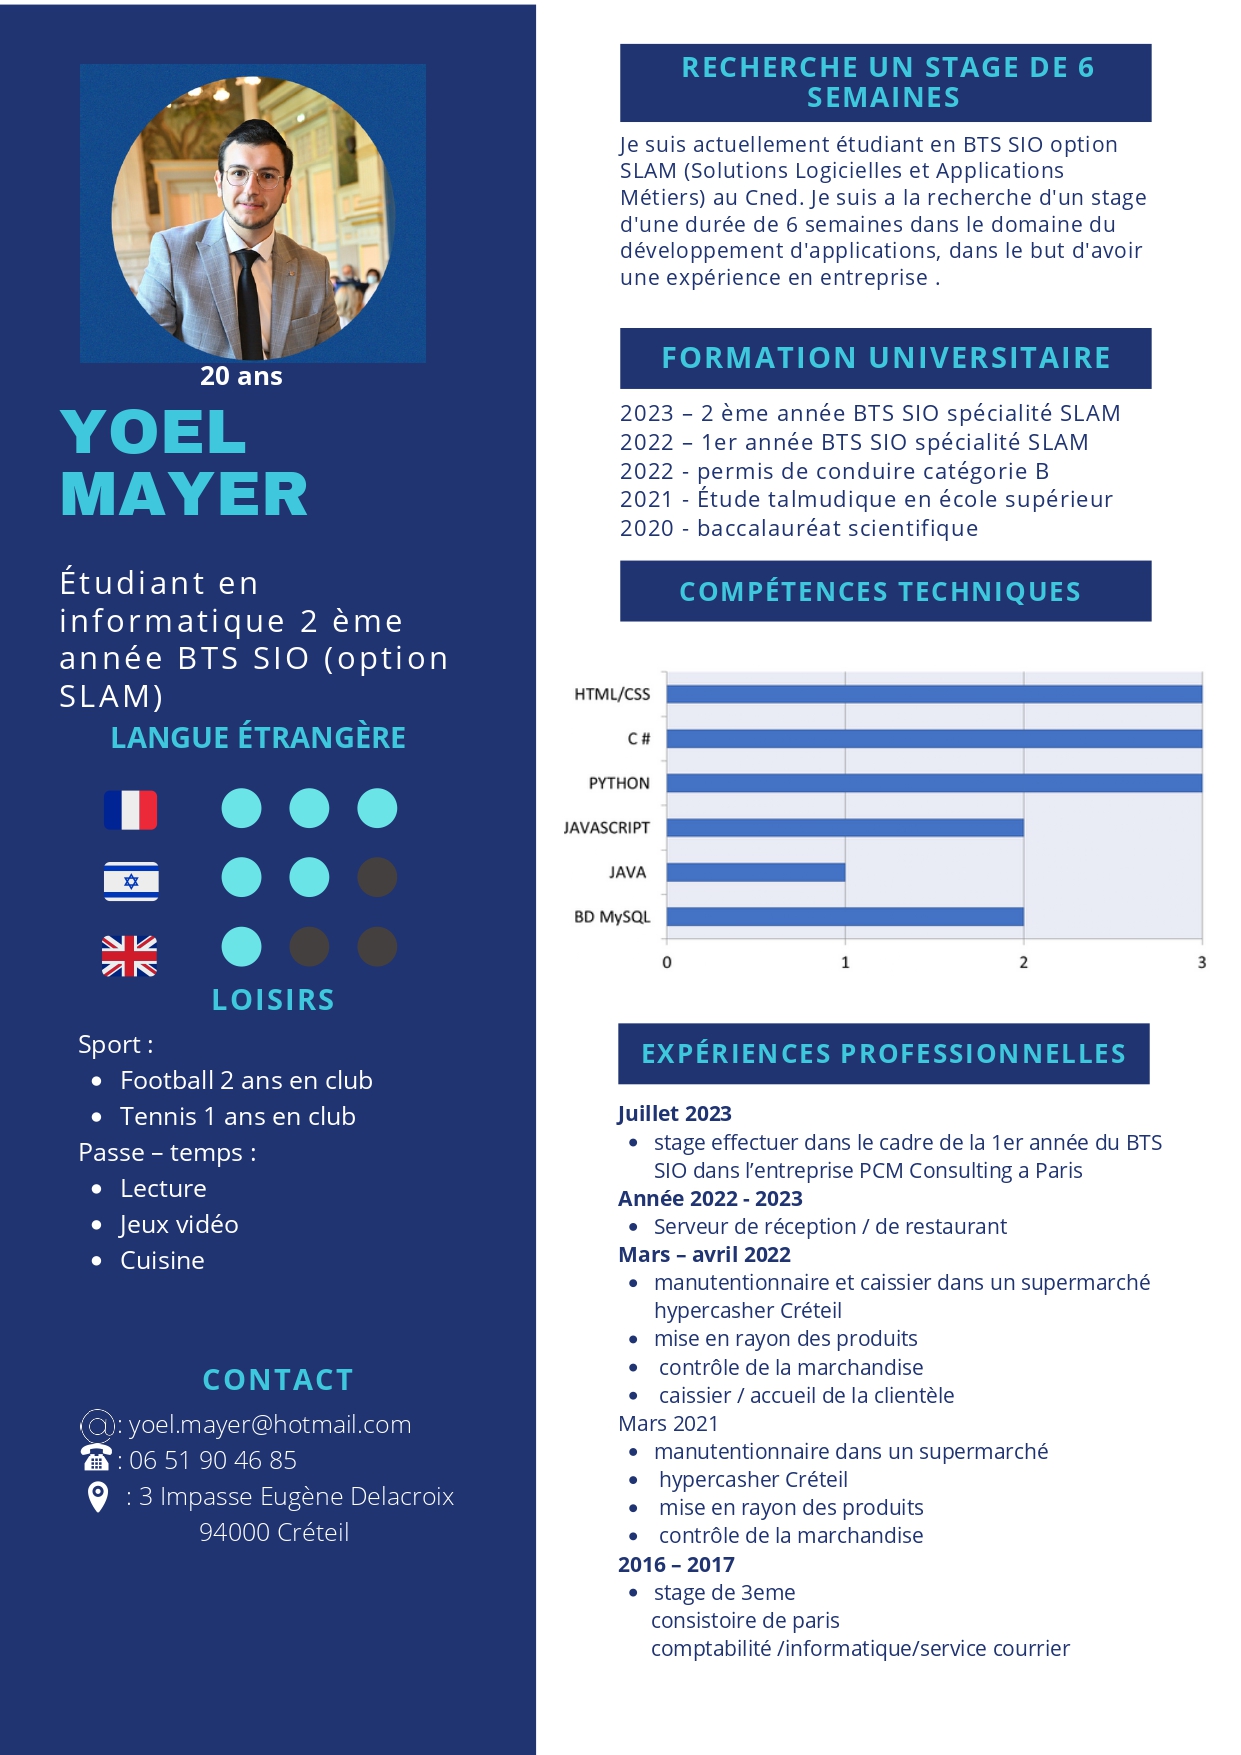 20 ans
YOEL
MAYER
Étudiant en
informatique 2 ème
année BTS SIO (option
SLAM)
LANGUE ÉTRANGÈRE
LOISIRS
Sport :
• Football 2 ans en club
• Tennis 1 ans en club
Passe – temps :
• Lecture
• Jeux vidéo
• Cuisine
CONTACT
@ : yoel.mayer@hotmail.com
: 06 51 90 46 85
: 3 Impasse Eugène Delacroix
94000 Créteil
RECHERCHE UN STAGE DE 6
SEMAINES
Je suis actuellement étudiant en BTS SIO option
SLAM (Solutions Logicielles et Applications
Métiers) au Cned. Je suis a la recherche d'un stage
d'une durée de 6 semaines dans le domaine du
développement d'applications, dans le but d'avoir
une expérience en entreprise .
FORMATION UNIVERSITAIRE
2023 – 2 ème année BTS SIO spécialité SLAM
2022 – 1er année BTS SIO spécialité SLAM
2022 - permis de conduire catégorie B
2021 - Étude talmudique en école supérieur
2020 - baccalauréat scientifique
COMPÉTENCES TECHNIQUES
HTML/CSS
C #
PYTHON
JAVASCRIPT
JAVA
BD MySQL
0 1 2 3
EXPÉRIENCES PROFESSIONNELLES
Juillet 2023
• stage effectuer dans le cadre de la 1er année du BTS
SIO dans l’entreprise PCM Consulting a Paris
Année 2022 - 2023
• Serveur de réception / de restaurant
Mars – avril 2022
• manutentionnaire et caissier dans un supermarché
hypercasher Créteil
• mise en rayon des produits
• contrôle de la marchandise
• caissier / accueil de la clientèle
Mars 2021
• manutentionnaire dans un supermarché
• hypercasher Créteil
• mise en rayon des produits
• contrôle de la marchandise
2016 – 2017
• stage de 3eme
consistoire de paris
comptabilité /informatique/service courrier